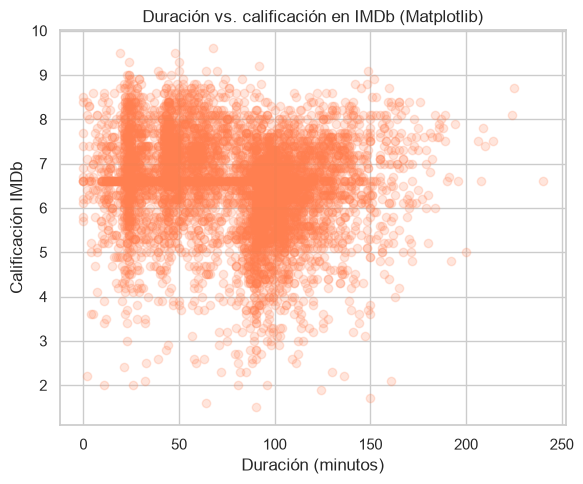 Duración vs. calificación en IMDb (Matplotlib)
10
9
8
7
6
5
4
3
2
Calificación IMDb
0 50 100 150 200 250
Duración (minutos)